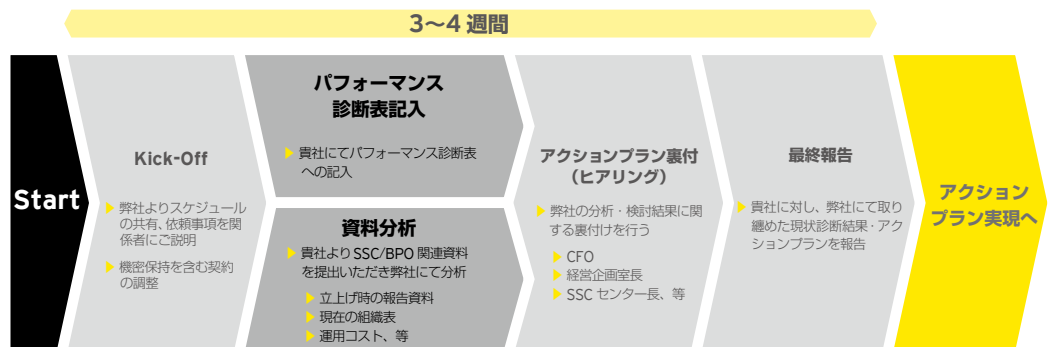 3～4 週間
Start
Kick-Off
弊社よりスケジュール
の共有、依頼事項を関
係者にご説明
機密保持を含む契約
の調整
パフォーマンス
診断表記入
貴社にてパフォーマンス診断表
への記入
資料分析
貴社より SSC/BPO 関連資料
を提出いただき弊社にて分析
立上げ時の報告資料
現在の組織表
運用コスト、等
アクションプラン裏付
（ヒアリング）
弊社の分析・検討結果に関
する裏付けを行う
CFO
経営企画室長
SSC センター長、等
最終報告
貴社に対し、弊社にて取り
纏めた現状診断結果・アク
ションプランを報告
アクション
プラン実現へ